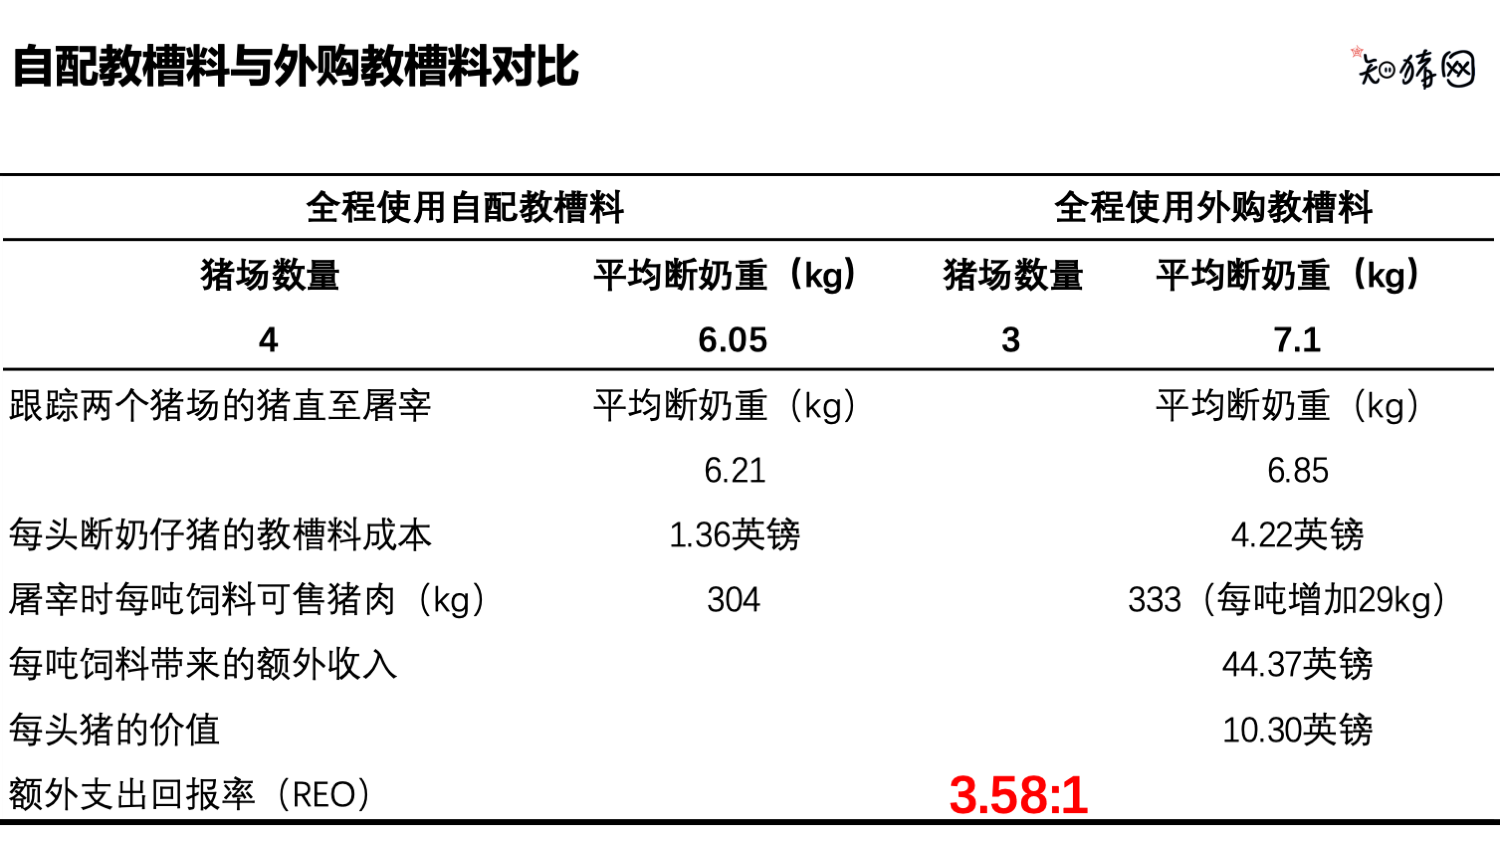 自配教槽料与外购教槽料对比
知猪网
全程使用自配教槽料 全程使用外购教槽料
猪场数量 平均断奶重（kg） 猪场数量 平均断奶重（kg）
4 6.05 3 7.1
跟踪两个猪场的猪直至屠宰 平均断奶重（kg） 平均断奶重（kg）
6.21 6.85
每头断奶仔猪的教槽料成本 1.36英镑 4.22英镑
屠宰时每吨饲料可售猪肉（kg） 304 333（每吨增加29kg）
每吨饲料带来的额外收入 44.37英镑
每头猪的价值 10.30英镑
额外支出回报率（REO） 3.58:1